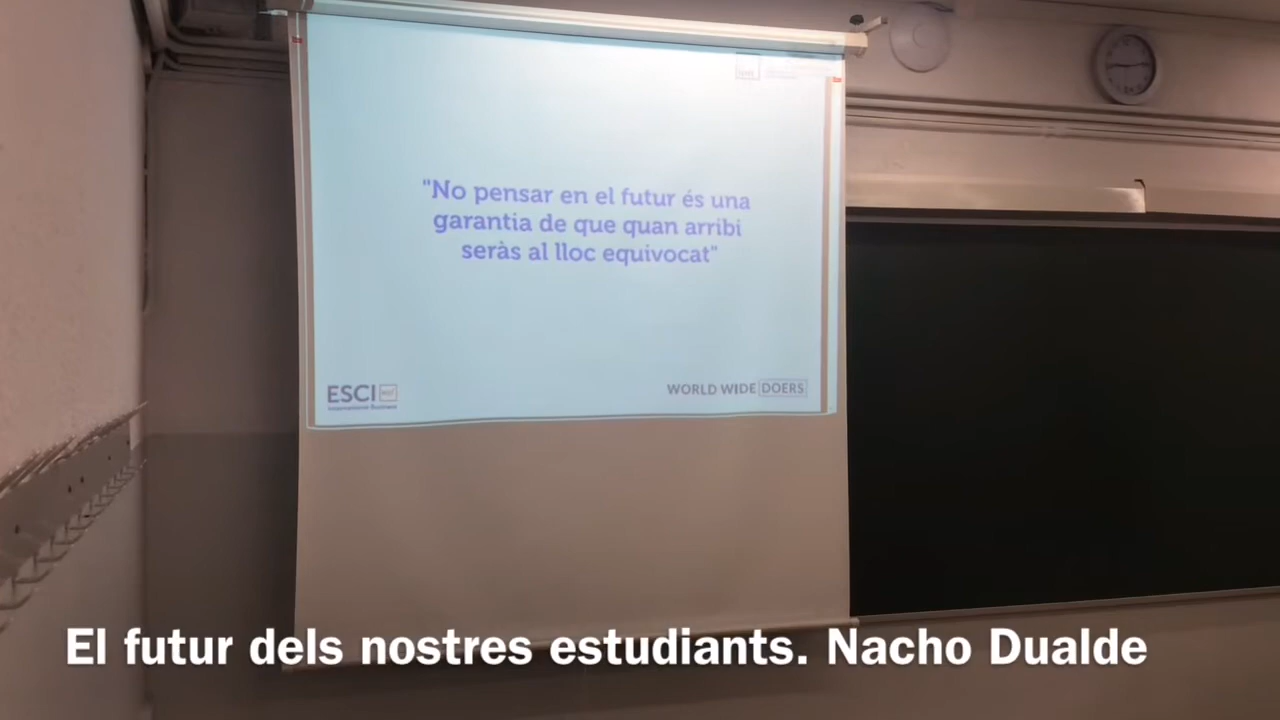 "No pensar en el futur és una
garantia de que quan arribi
seràs al lloc equivocat"
ESCI
International Business
WORLD WIDE DOERS
El futur dels nostres estudiants. Nacho Dualde